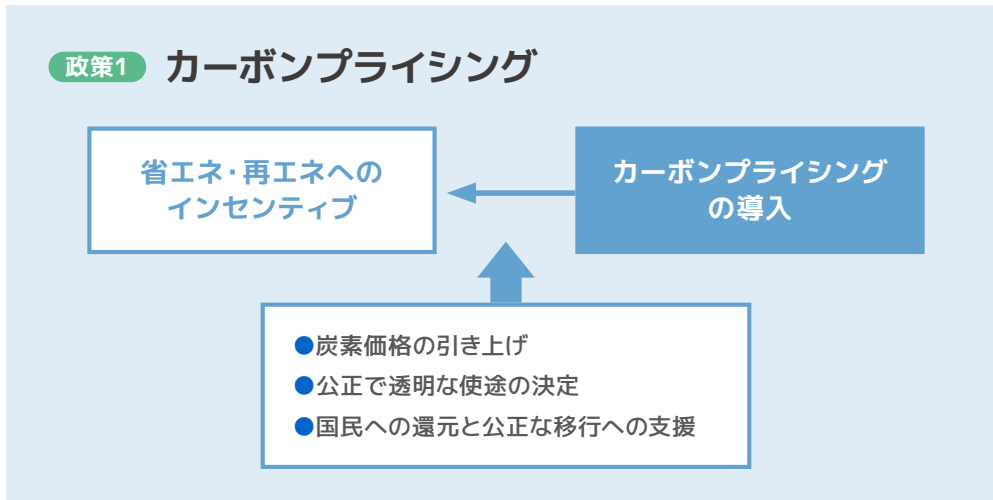 政策1 カーボンプライシング
省エネ・再エネへの
インセンティブ
カーボンプライシング
の導入
●炭素価格の引き上げ
●公正で透明な使途の決定
●国民への還元と公正な移行への支援